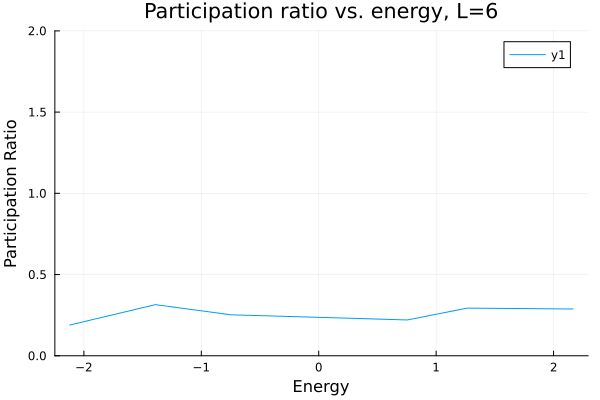 Participation ratio vs. energy, L=6
y1
Participation Ratio
2.0
1.5
1.0
0.5
0.0
−2
−1
0
1
2
Energy